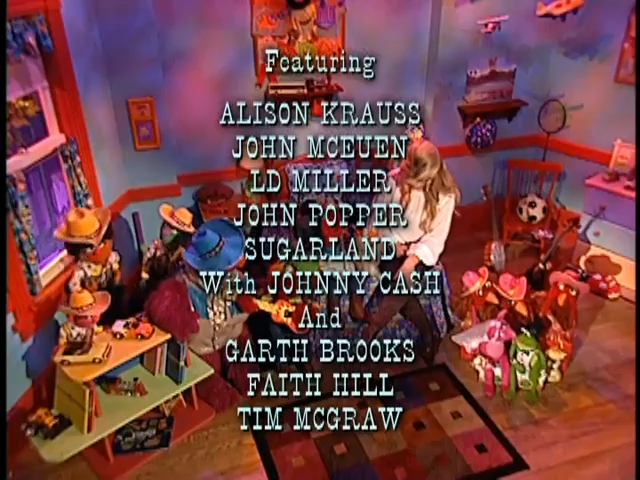 Featuring
ALISON KRAUSS
JOHN MCEUEN
LD MILLER
JOHN POPPER
SUGARLAND
With JOHNNY CASH
And
GARTH BROOKS
FAITH HILL
TIM MCGRAW